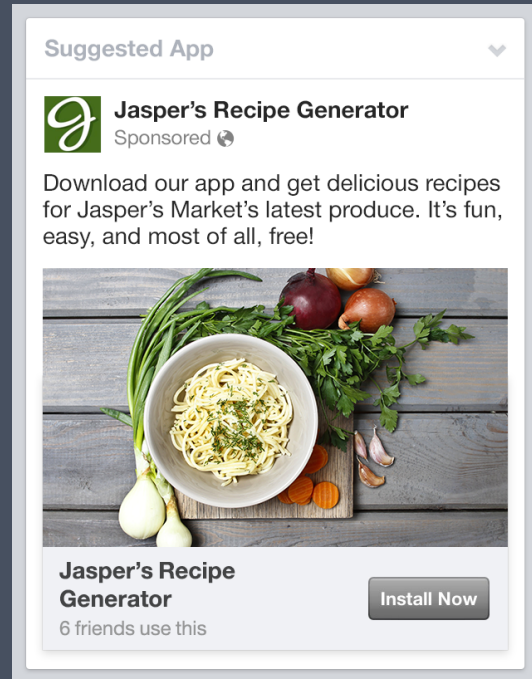 Suggested App
Jasper’s Recipe Generator
Sponsored
Download our app and get delicious recipes
for Jasper’s Market’s latest produce. It’s fun,
easy, and most of all, free!
Jasper’s Recipe
Generator
6 friends use this
Install Now